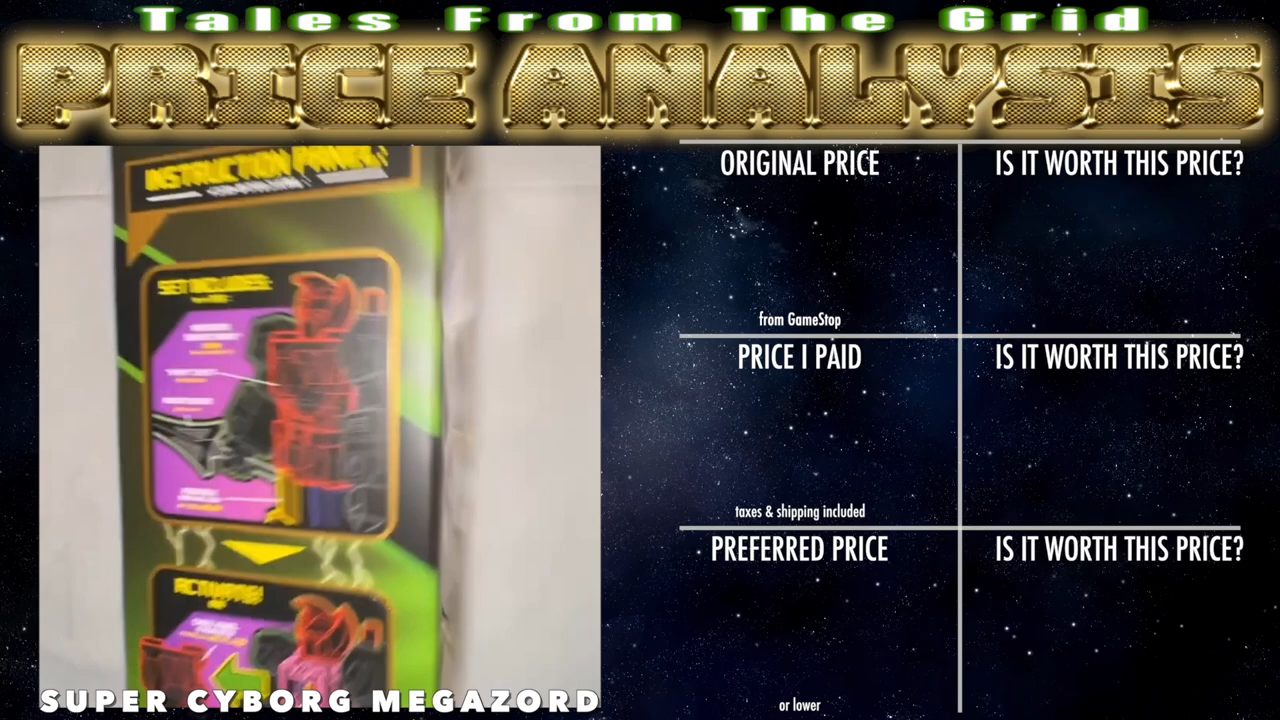 Tales From The Grid
PRICE ANALYSIS
INSTRUCTION PANEL
SET INCLUDES:
ORIGINAL PRICE
IS IT WORTH THIS PRICE?
from GameStop
PRICE I PAID
IS IT WORTH THIS PRICE?
taxes & shipping included
PREFERRED PRICE
IS IT WORTH THIS PRICE?
or lower
SUPER CYBORG MEGAZORD